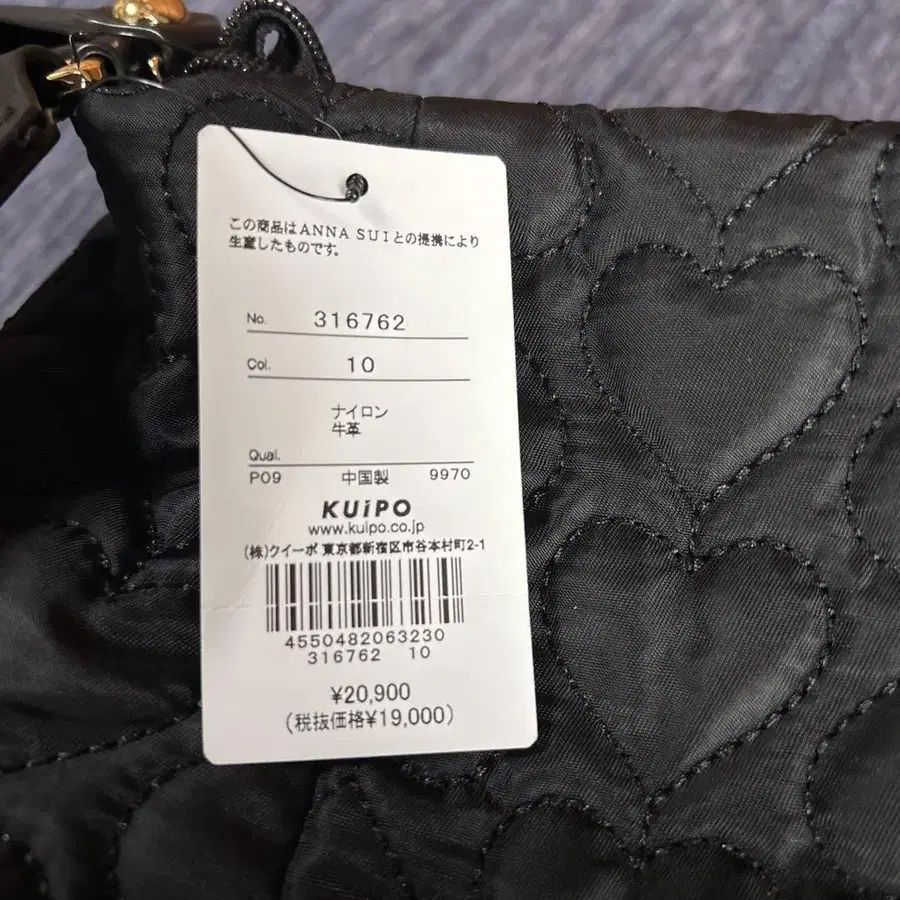 この商品はANNA SUIとの提携により
生産したものです。
No. 316762
Col. 10
ナイロン
牛革
Qual.
P09 中国製 9970
KUiPO
www.kuipo.co.jp
(株)クイーポ 東京都新宿区市谷本村町2-1
4550482063230
316762 10
¥20,900
(税抜価格¥19,000)